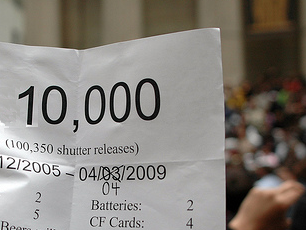 10,000
(100,350 shutter releases)
12/2005 – 04/03/2009
04
2 Batteries: 2
5 CF Cards: 4
Beers